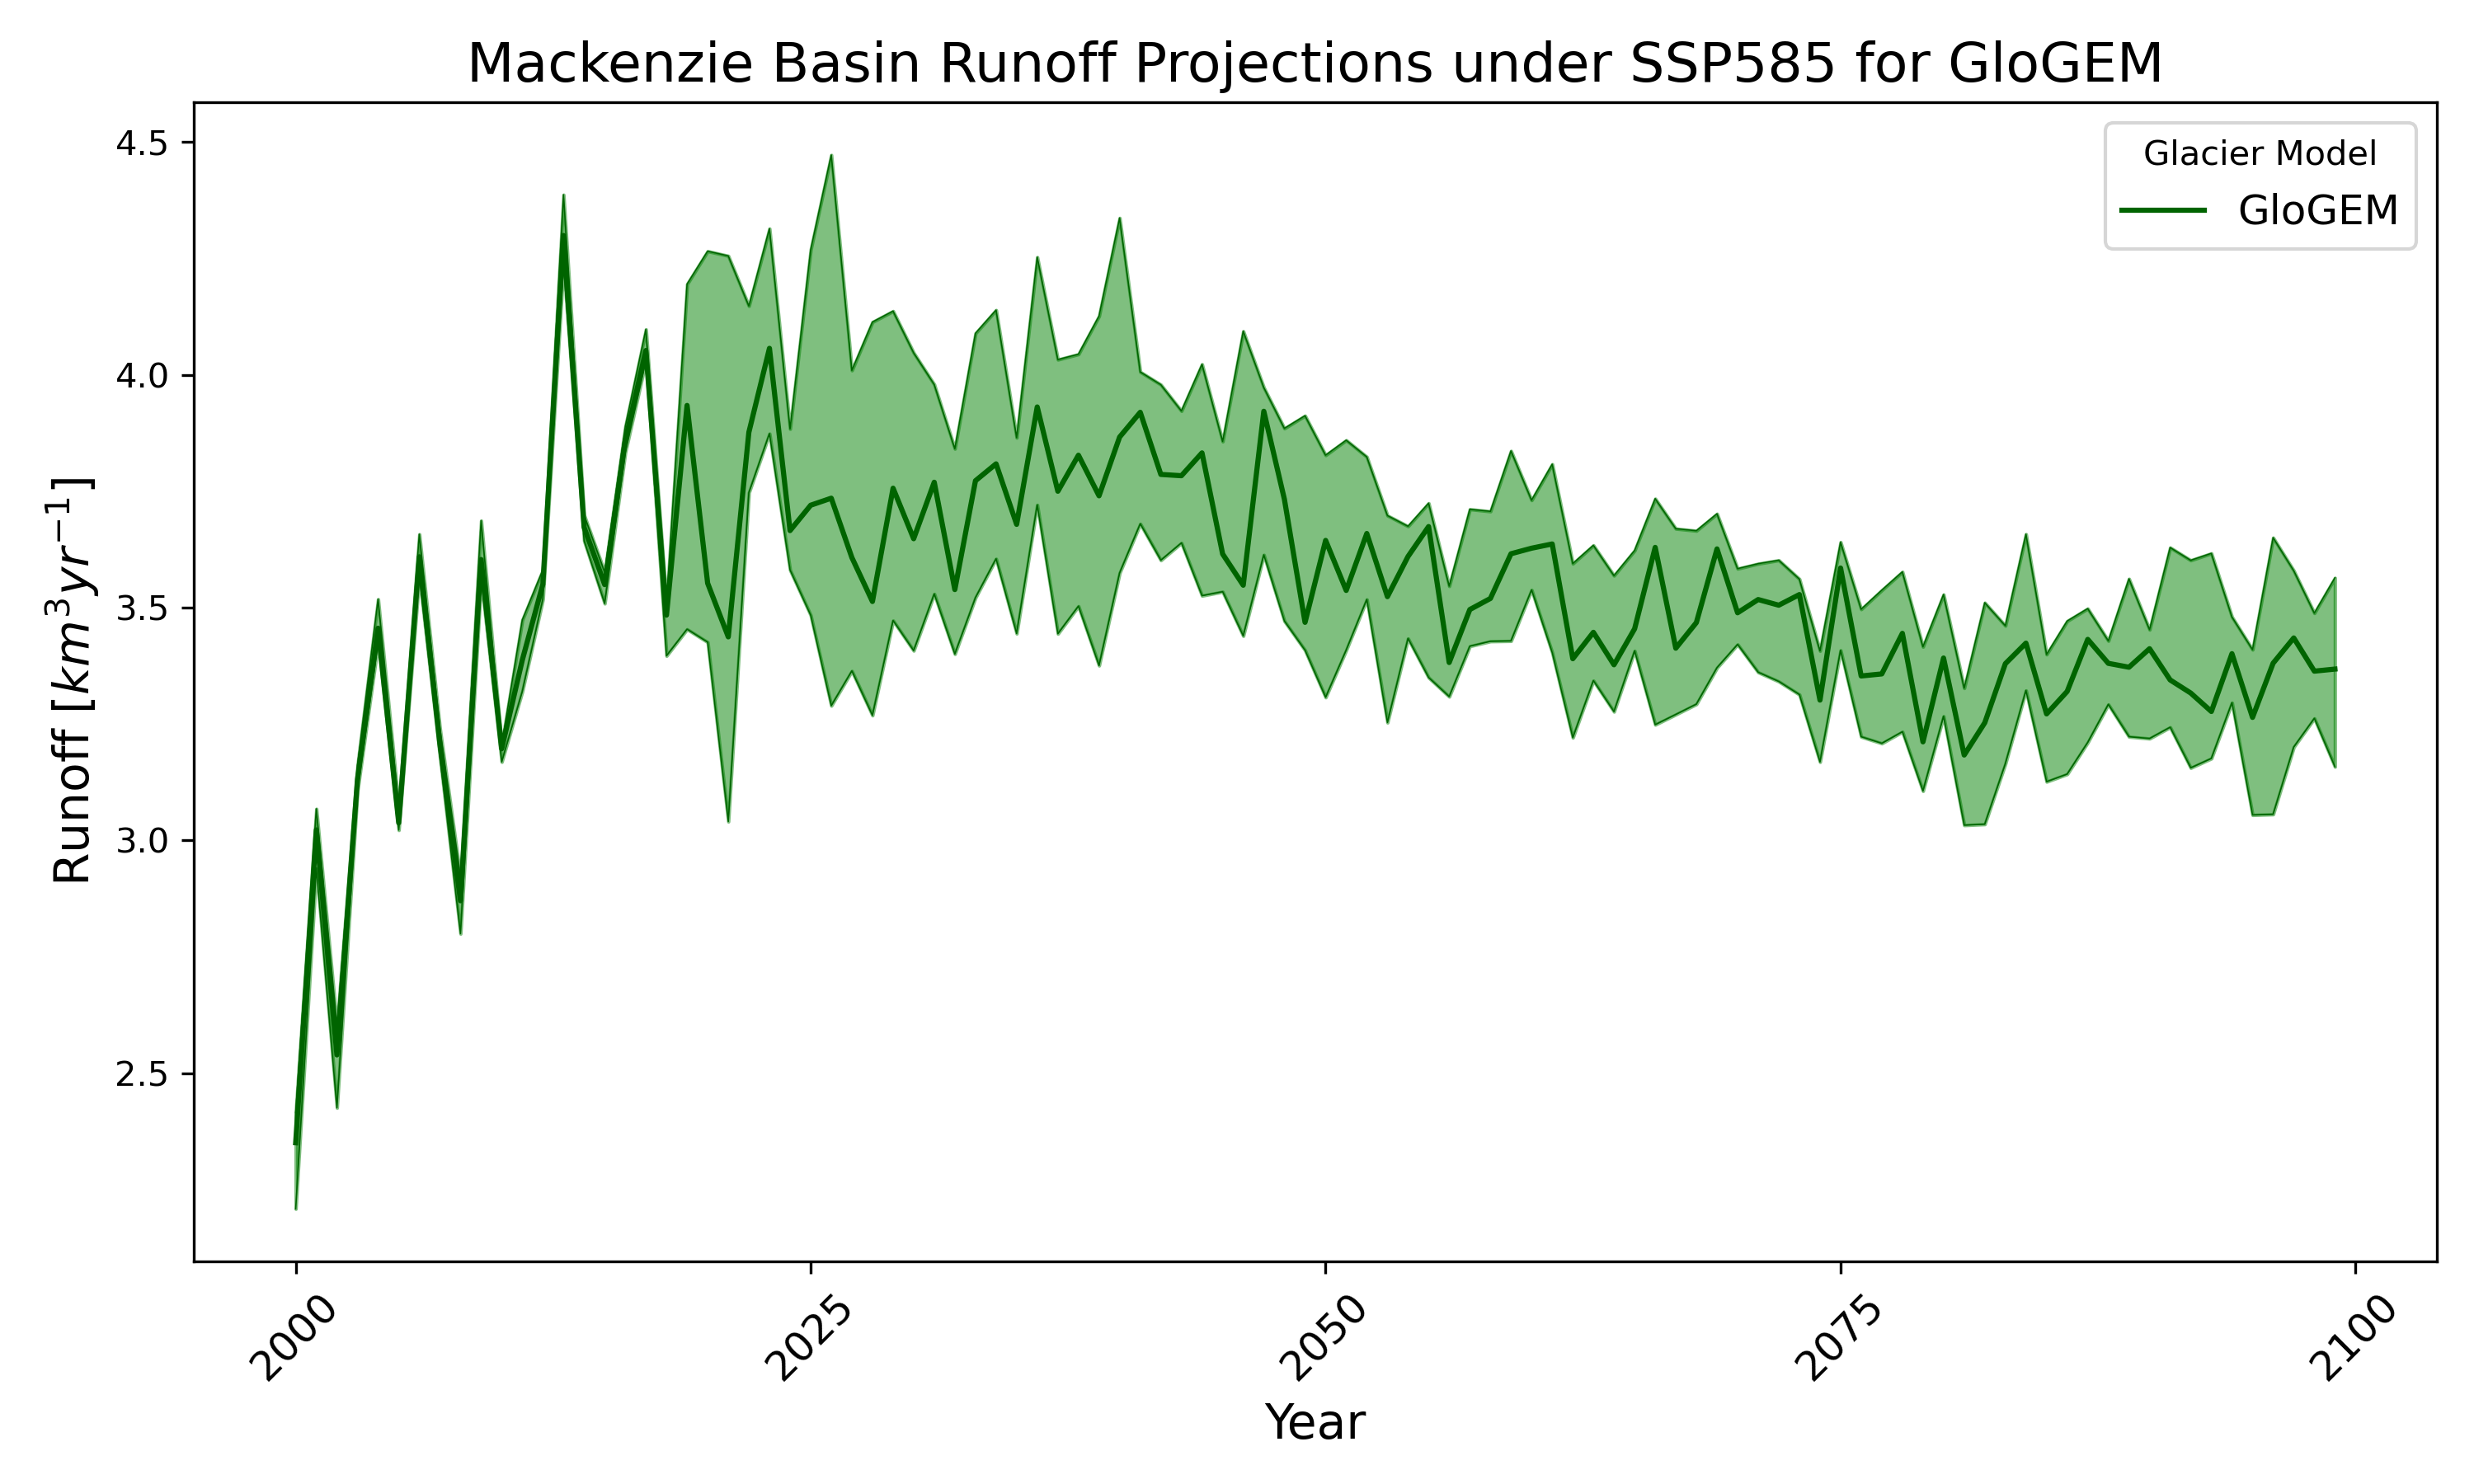 Mackenzie Basin Runoff Projections under SSP585 for GloGEM
Glacier Model
GloGEM
4.5
4.0
3.5
3.0
2.5
Runoff [km³yr⁻¹]
2000
2025
2050
2075
2100
Year